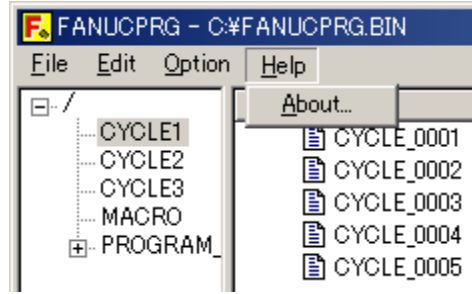 FANUCPRG - C:¥FANUCPRG.BIN
File Edit Option Help
About...
/
CYCLE1
CYCLE2
CYCLE3
MACRO
PROGRAM_
CYCLE_0001
CYCLE_0002
CYCLE_0003
CYCLE_0004
CYCLE_0005